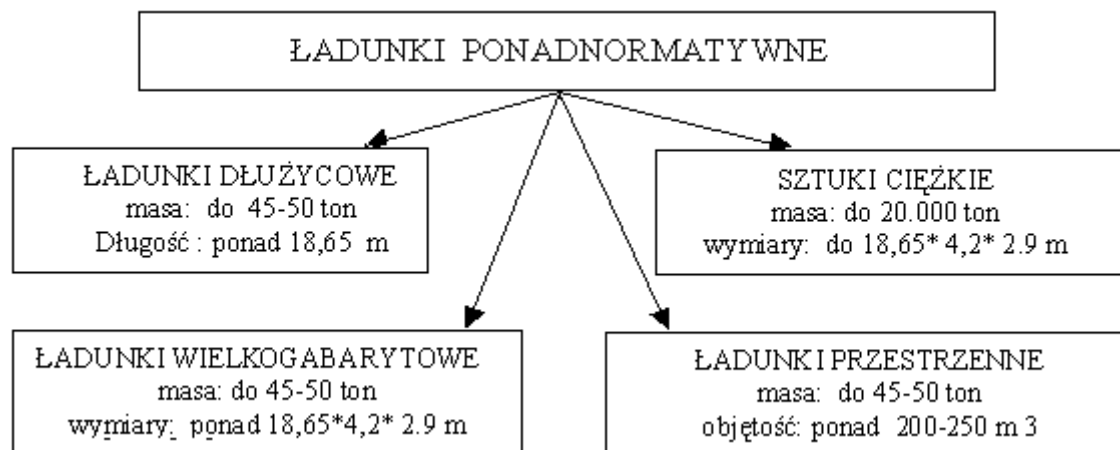 ŁADUNKI PONADNORMATYWNE
ŁADUNKI DŁUŻYCOWE
masa: do 45-50 ton
Długość : ponad 18,65 m
SZTUKI CIĘŻKIE
masa: do 20.000 ton
wymiary: do 18,65* 4,2* 2.9 m
ŁADUNKI WIELKOGABARYTOWE
masa: do 45-50 ton
wymiary: ponad 18,65*4,2* 2.9 m
ŁADUNKI PRZESTRZENNE
masa: do 45-50 ton
objętość: ponad 200-250 m 3